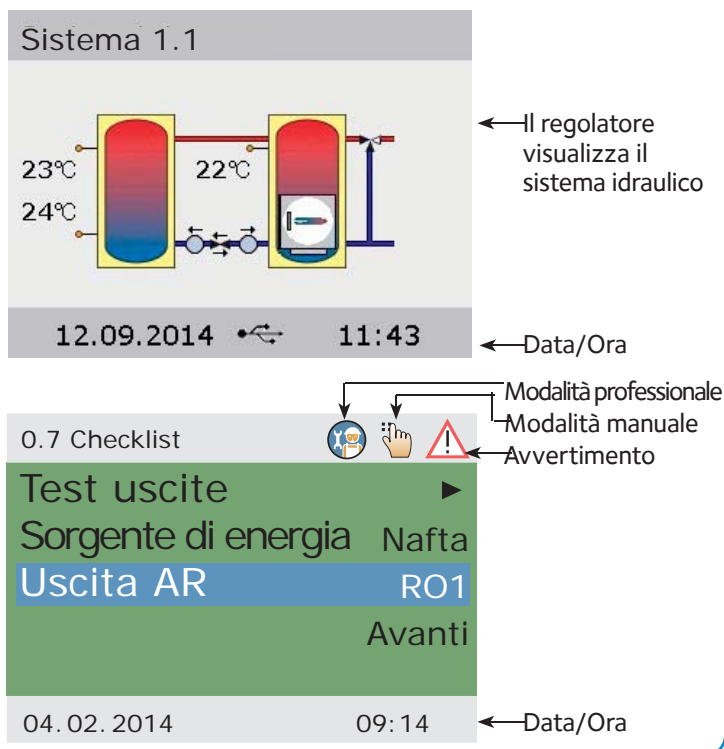 Sistema 1.1
23℃
22℃
24℃
Il regolatore
visualizza il
sistema idraulico
12.09.2014 11:43
Data/Ora
Modalità professionale
Modalità manuale
Avvertimento
0.7 Checklist
Test uscite
Sorgente di energia Nafta
Uscita AR RO1
Avanti
04.02.2014 09:14
Data/Ora